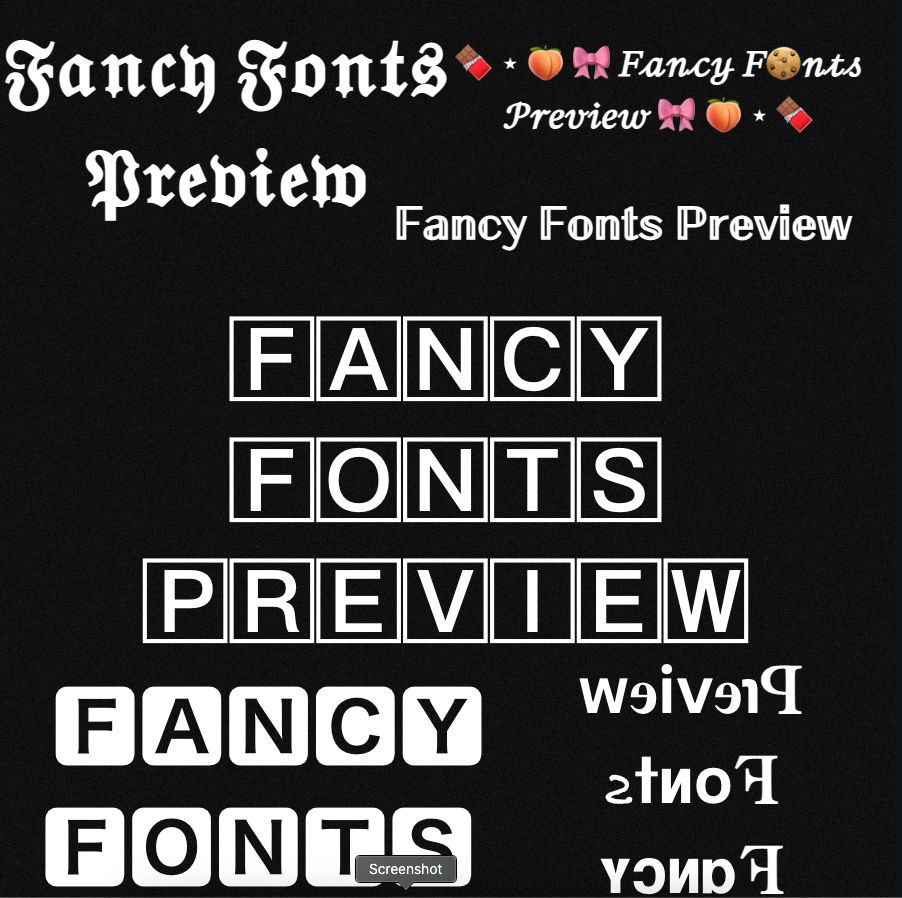 Fancy Fonts
Preview
🍫 ⋆ 🍑 🎀 Fancy F🍪nts
Preview 🎀 🍑 ⋆ 🍫
Fancy Fonts Preview
FANCY
FONTS
PREVIEW
FANCY
FONTS
Preview
Fonts
Fancy
Screenshot